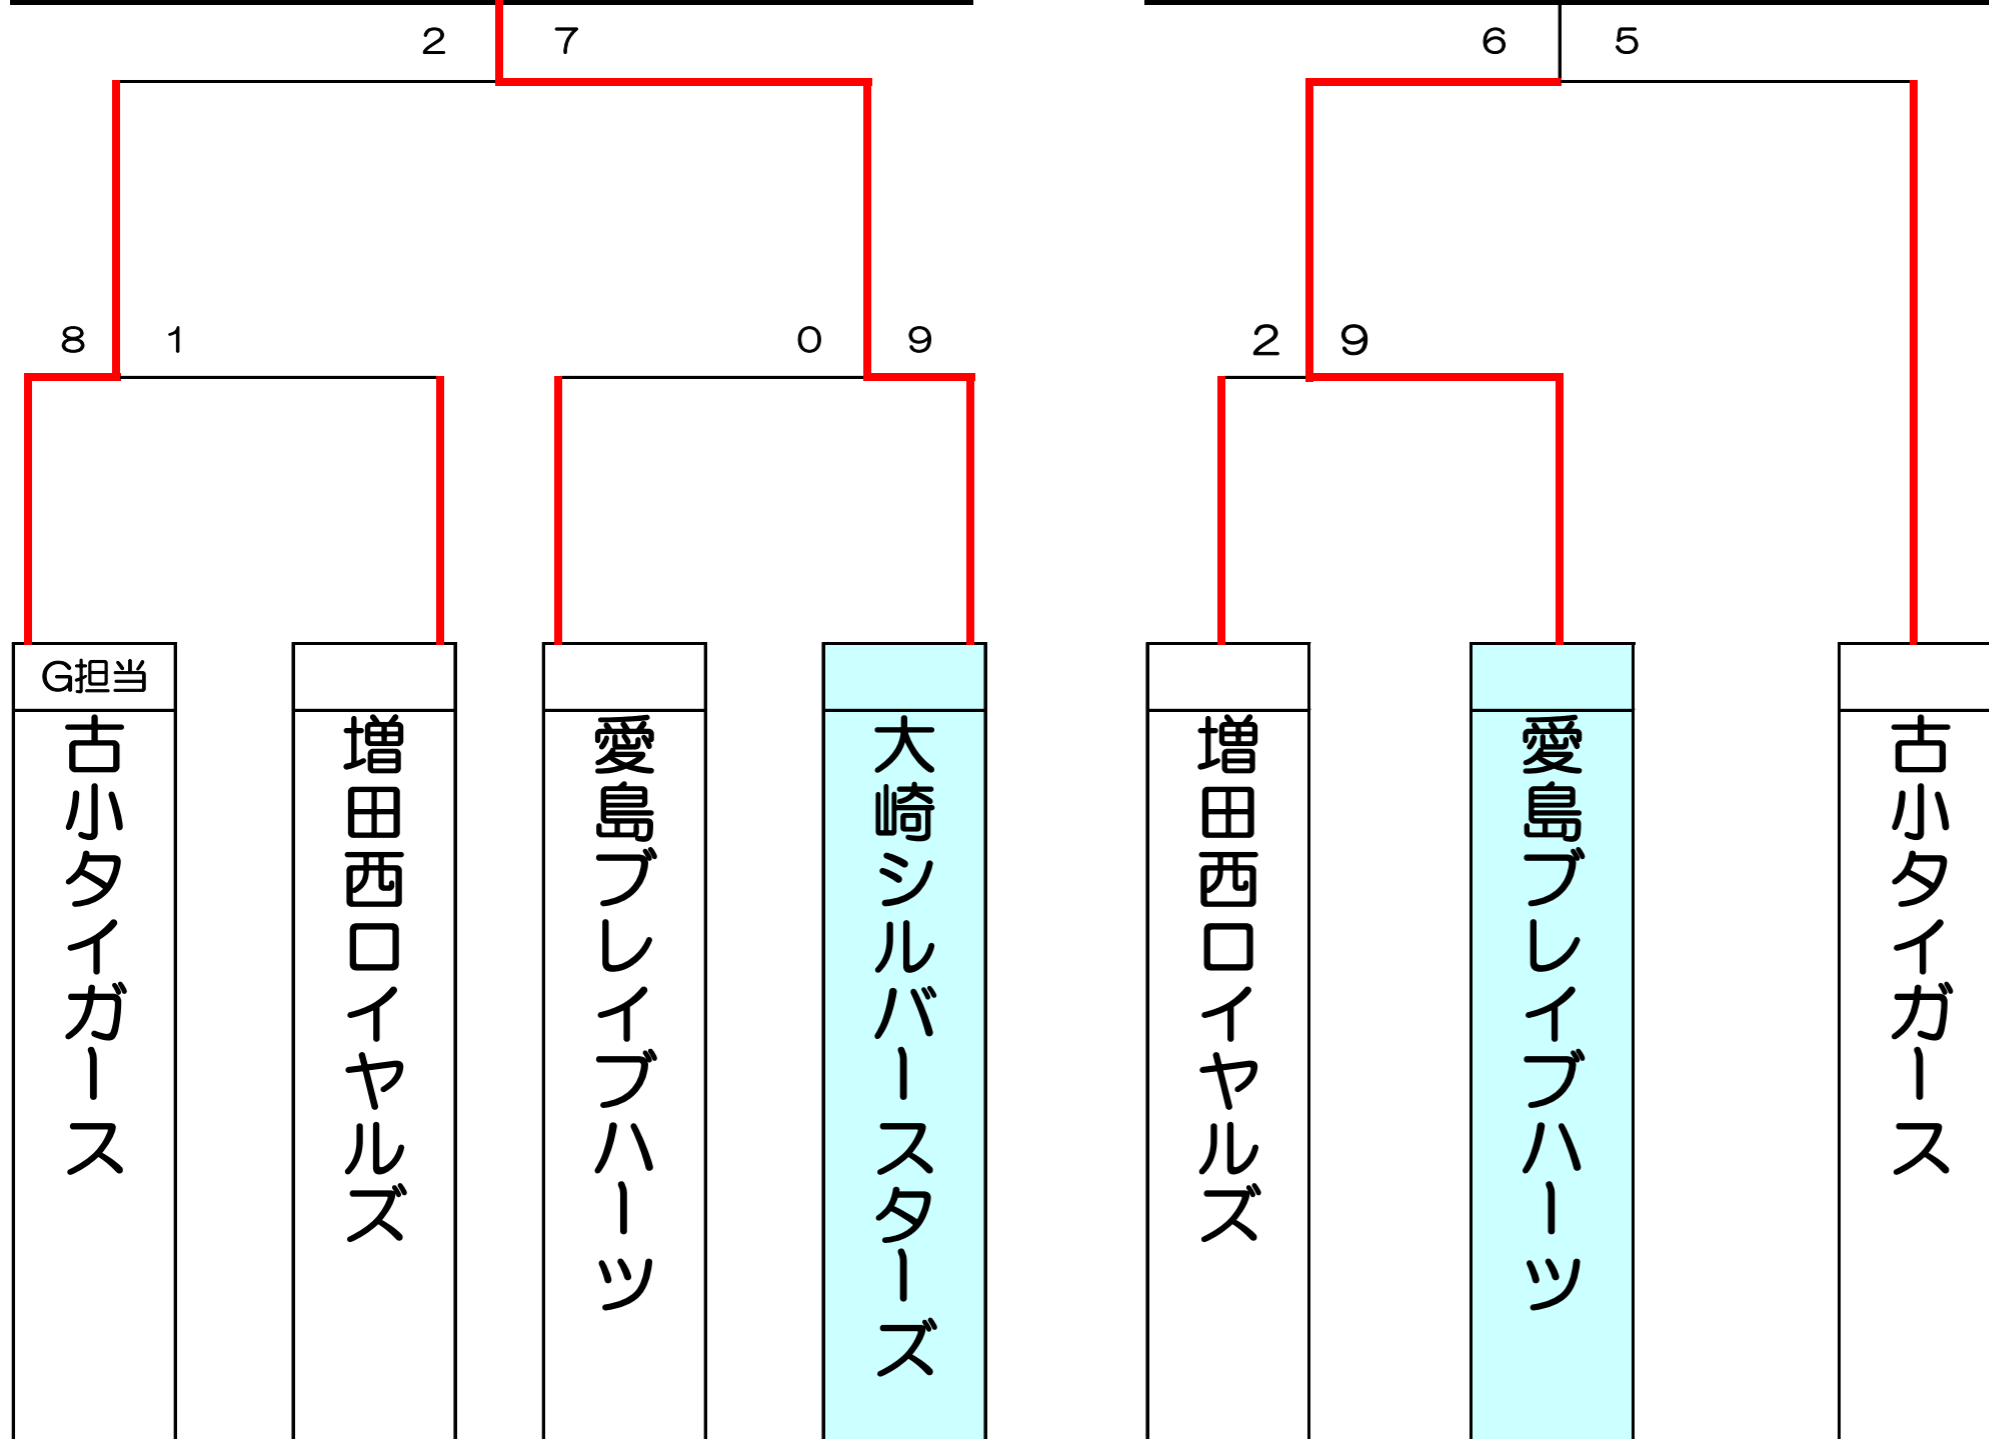 2 7
6 5
8 1
0 9
2 9
G担当
古小タイガース
増田西ロイヤルズ
愛島ブレイブハーツ
大崎シルバースターズ
増田西ロイヤルズ
愛島ブレイブハーツ
古小タイガース